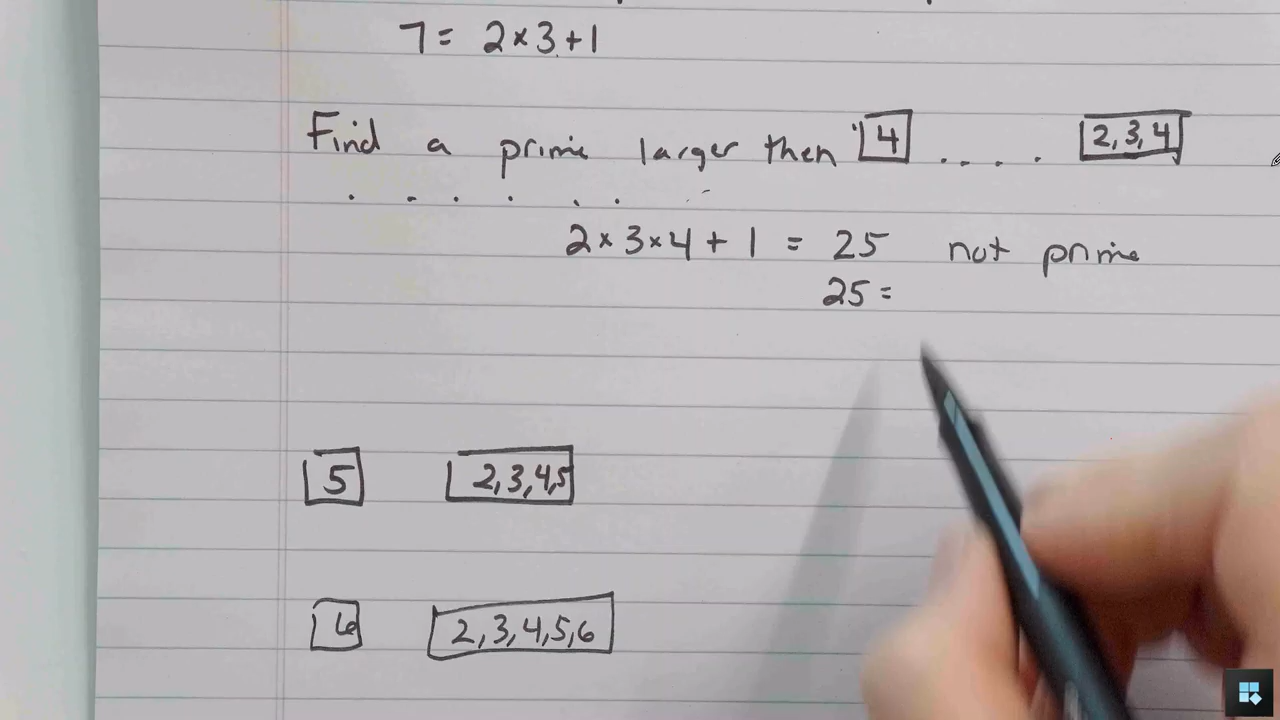 7 = 2 × 3 + 1
Find a prime larger then 4 .... 2, 3, 4
. . . . . .
2 × 3 × 4 + 1 = 25 not prime
25 =
5 2, 3, 4, 5
6 2, 3, 4, 5, 6